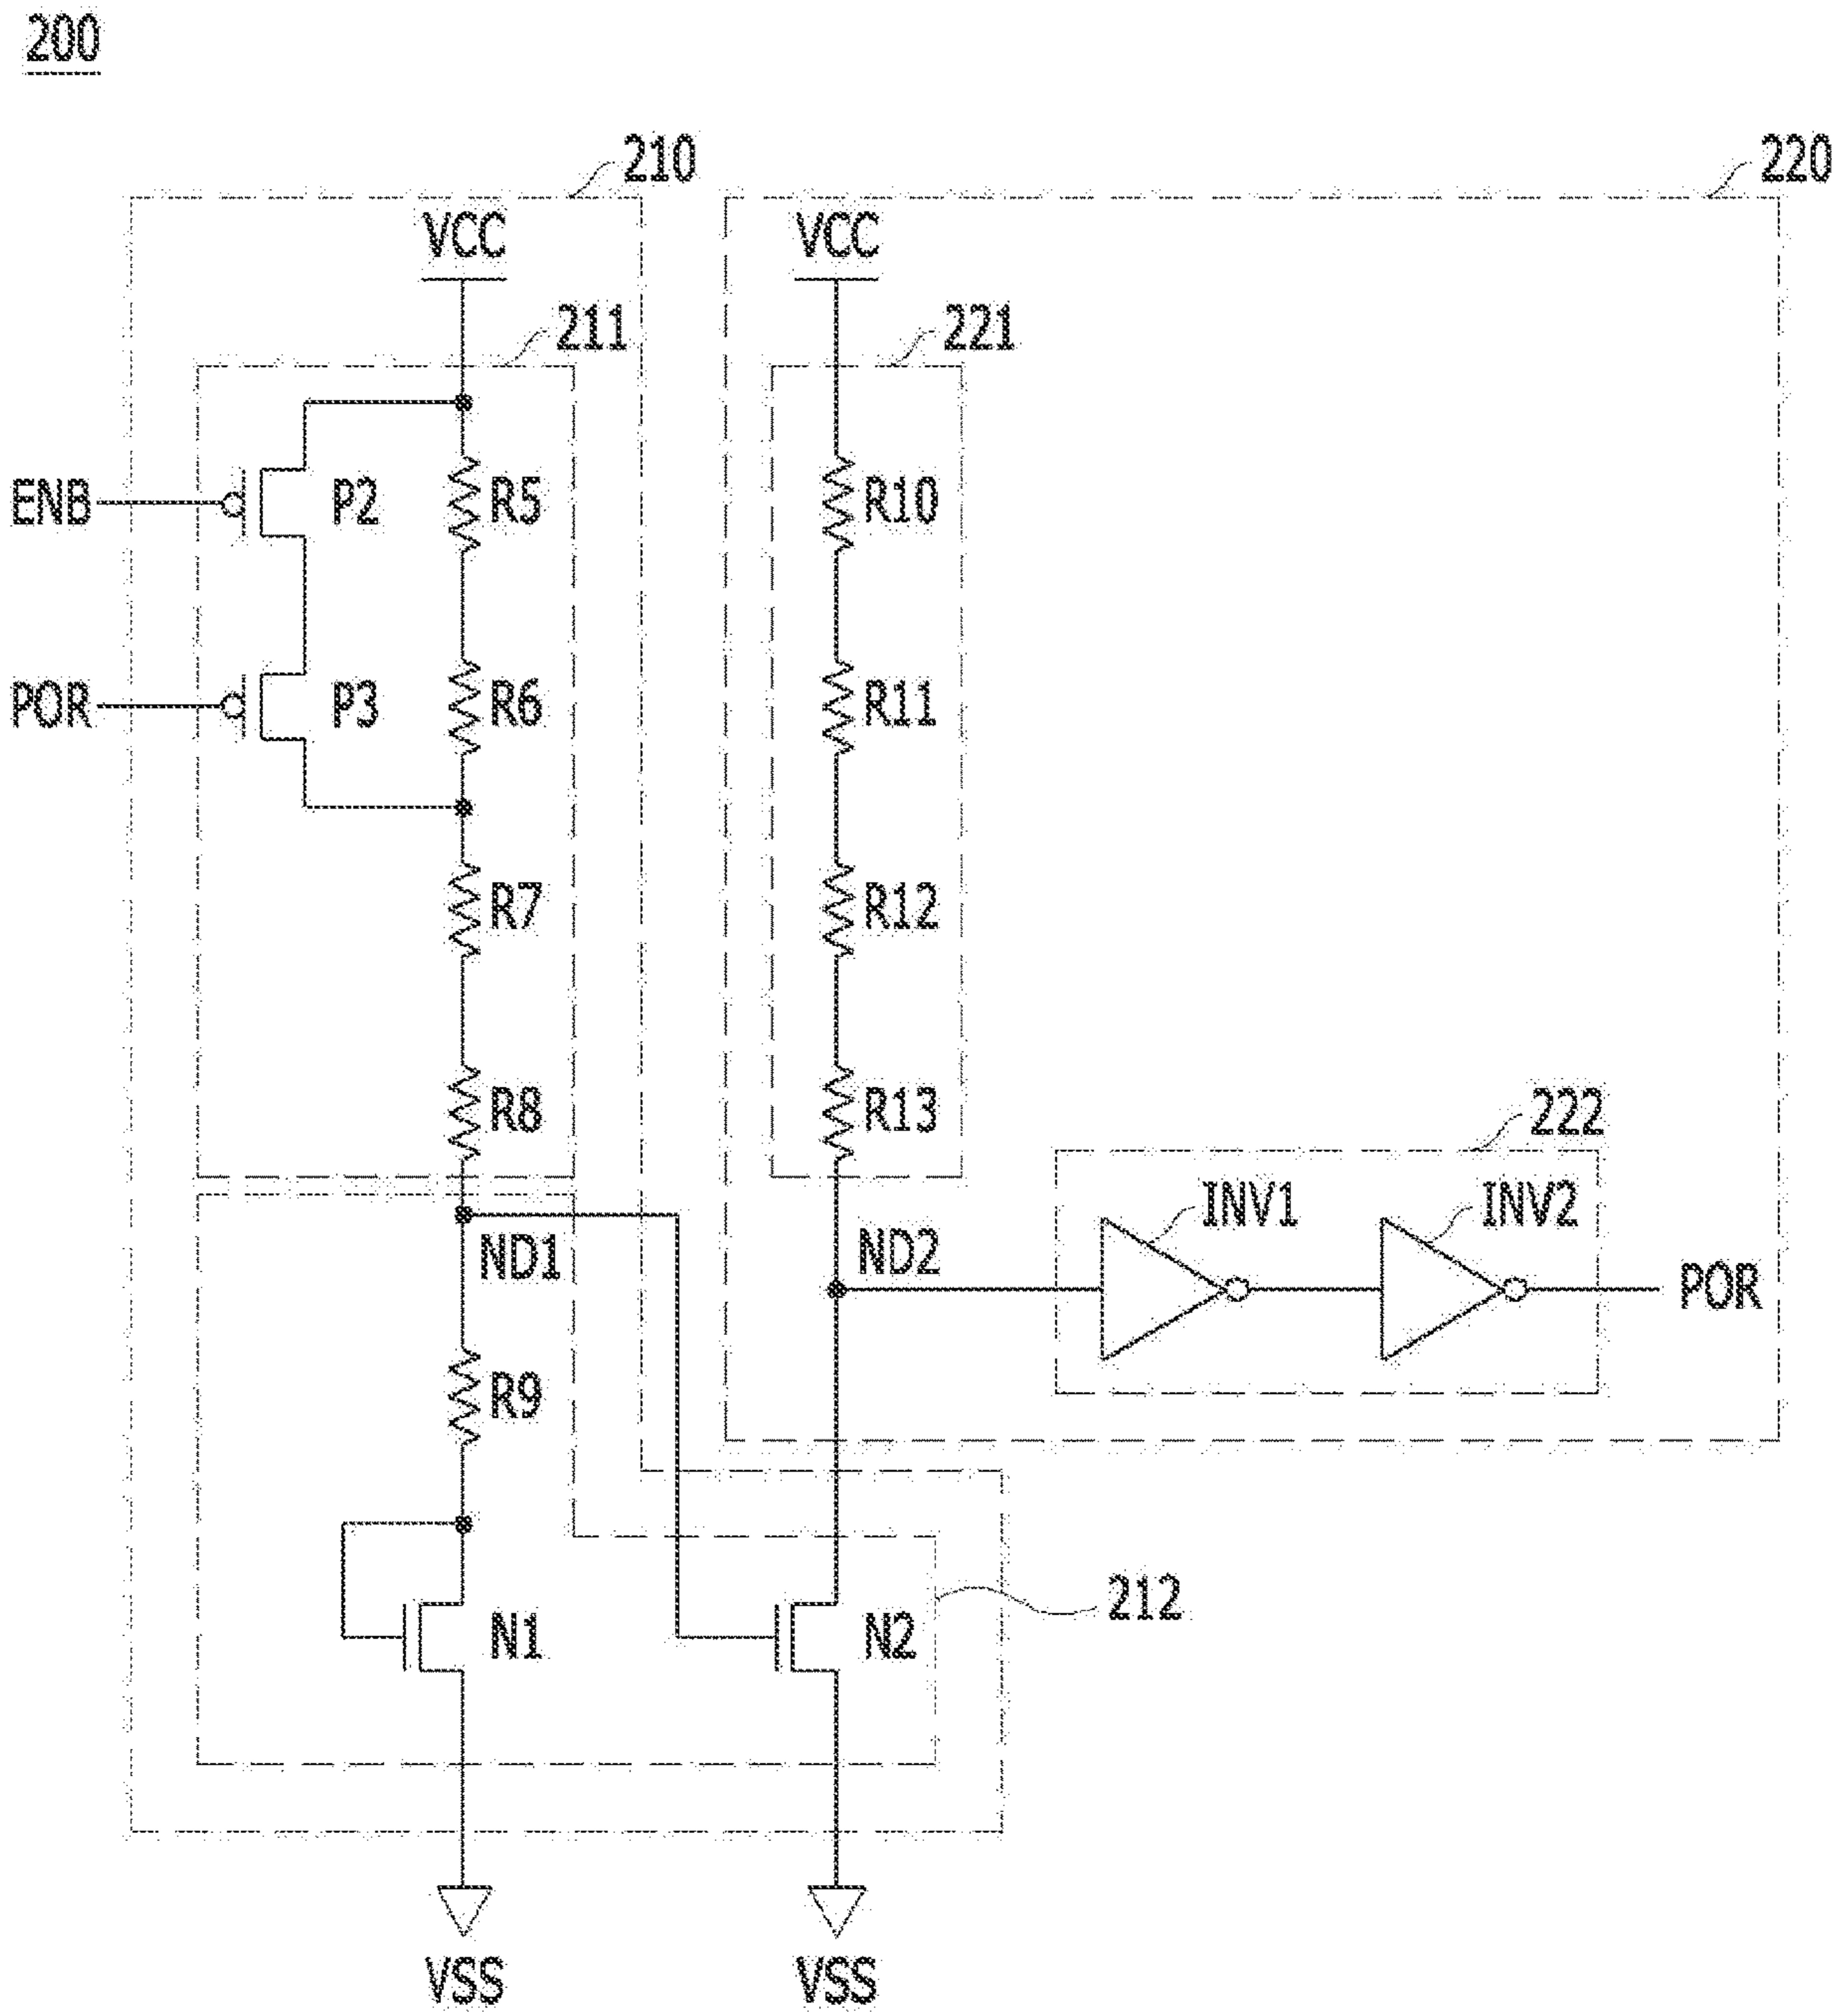 200
210
220
VCC
VCC
211
221
ENB
P2
R5
R10
POR
P3
R6
R11
R7
R12
R8
R13
222
INV1
INV2
ND1
ND2
POR
R9
212
N1
N2
VSS
VSS